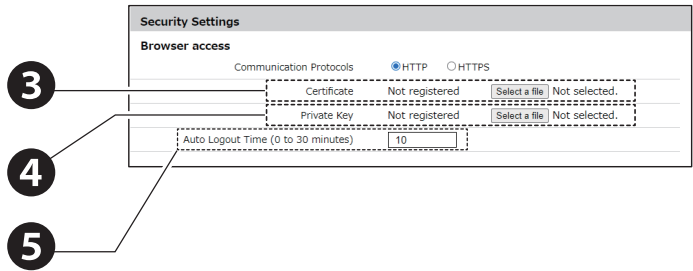 Security Settings
Browser access
Communication Protocols HTTP HTTPS
3 Certificate Not registered Select a file Not selected.
4 Private Key Not registered Select a file Not selected.
5 Auto Logout Time (0 to 30 minutes) 10